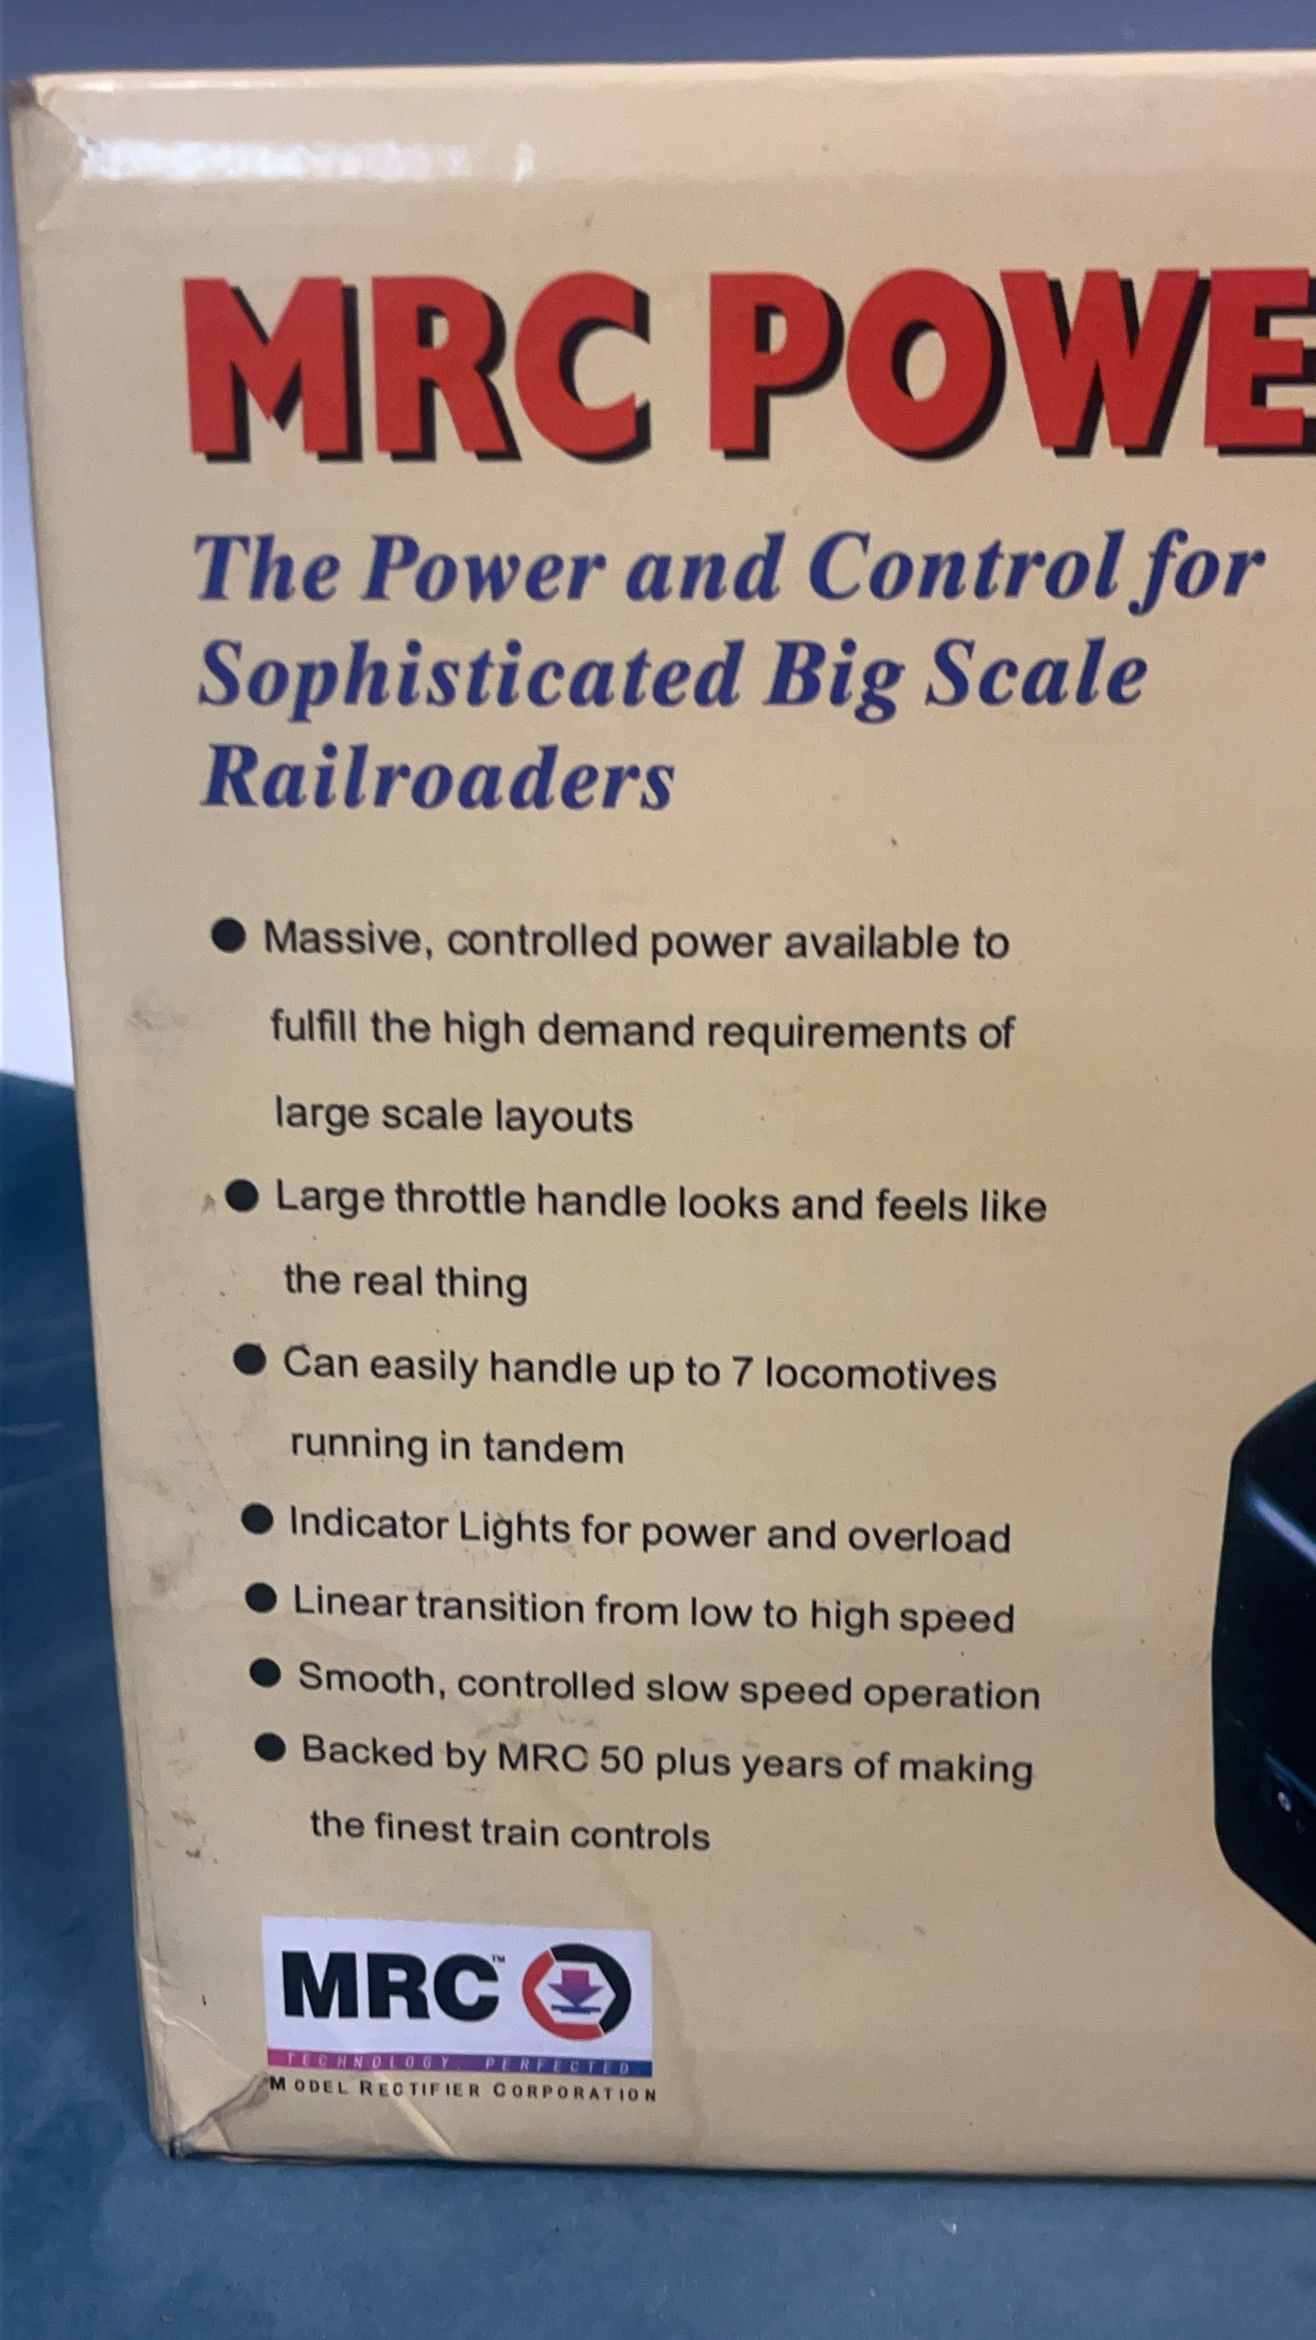 MRC POWE
The Power and Control for
Sophisticated Big Scale
Railroaders
● Massive, controlled power available to
fulfill the high demand requirements of
large scale layouts
● Large throttle handle looks and feels like
the real thing
● Can easily handle up to 7 locomotives
running in tandem
● Indicator Lights for power and overload
● Linear transition from low to high speed
● Smooth, controlled slow speed operation
● Backed by MRC 50 plus years of making
the finest train controls
MRC™
TECHNOLOGY. PERFECTED.
MODEL RECTIFIER CORPORATION